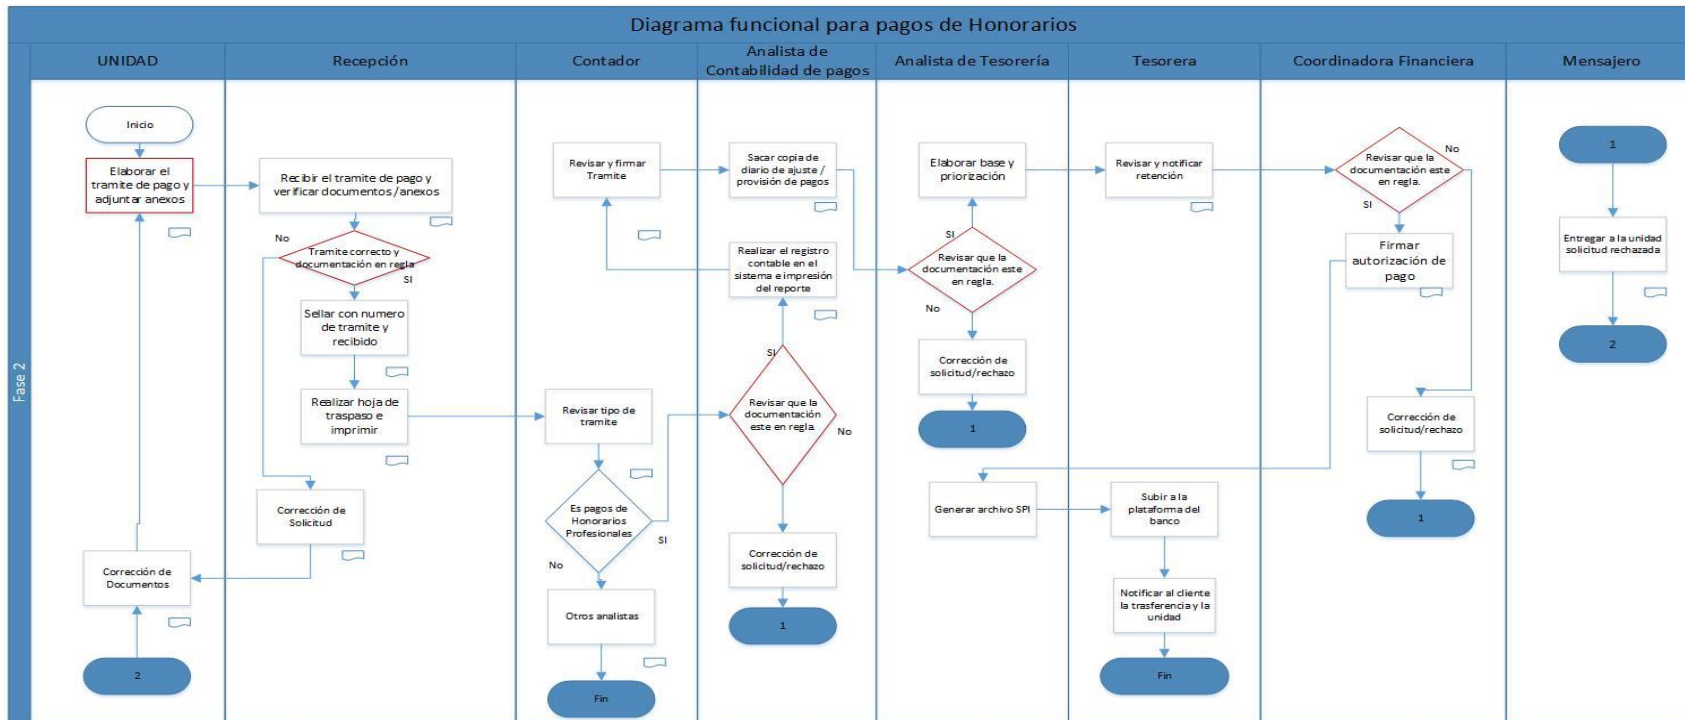 Diagrama funcional para pagos de Honorarios
UNIDAD
Recepción
Contador
Analista de
Contabilidad de pagos
Analista de Tesorería
Tesorera
Coordinadora Financiera
Mensajero
Fase 2
Inicio
Elaborar el
tramite de pago y
adjuntar anexos
Corrección de
Documentos
2
Recibir el tramite de pago y
verificar documentos /anexos
No
Tramite correcto y
documentación en regla
SI
Sellar con numero
de tramite y
recibido
Realizar hoja de
traspaso e
imprimir
Corrección de
Solicitud
Revisar y firmar
Tramite
Revisar tipo de
tramite
Es pagos de
Honorarios
Profesionales
SI
No
Otros analistas
Fin
Sacar copia de
diario de ajuste /
provisión de pagos
Realizar el registro
contable en el
sistema e impresión
del reporte
SI
Revisar que la
documentación
este en regla.
No
Corrección de
solicitud/rechazo
1
Elaborar base y
priorización
SI
Revisar que la
documentación este
en regla.
No
Corrección de
solicitud/rechazo
1
Generar archivo SPI
Revisar y notificar
retención
Subir a la
plataforma del
banco
Notificar al cliente
la trasferencia y la
unidad
Fin
No
Revisar que la
documentación este
en regla.
SI
Firmar
autorización de
pago
Corrección de
solicitud/rechazo
1
1
Entregar a la unidad
solicitud rechazada
2